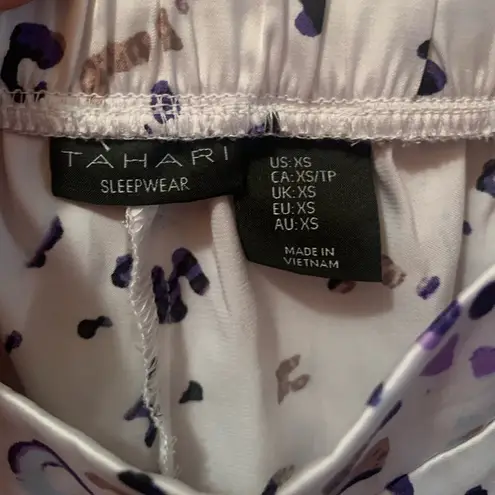 TAHARI
SLEEPWEAR
US:XS
CA:XS/TP
UK:XS
EU:XS
AU:XS
MADE IN
VIETNAM